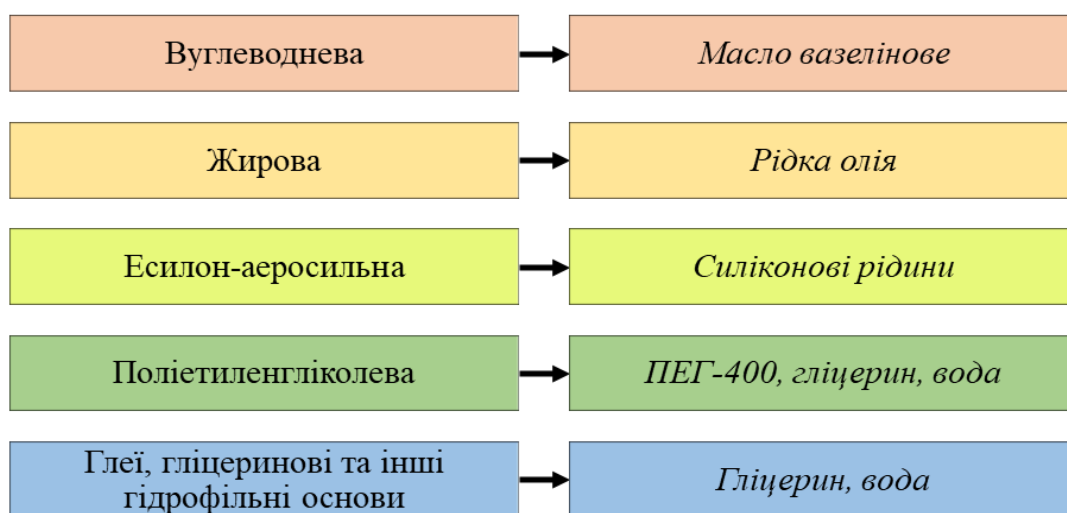 Вуглеводнева
Масло вазелінове
Жирова
Рідка олія
Есилон-аеросильна
Силіконові рідини
Поліетиленгліколева
ПЕГ-400, гліцерин, вода
Глеї, гліцеринові та інші
гідрофільні основи
Гліцерин, вода